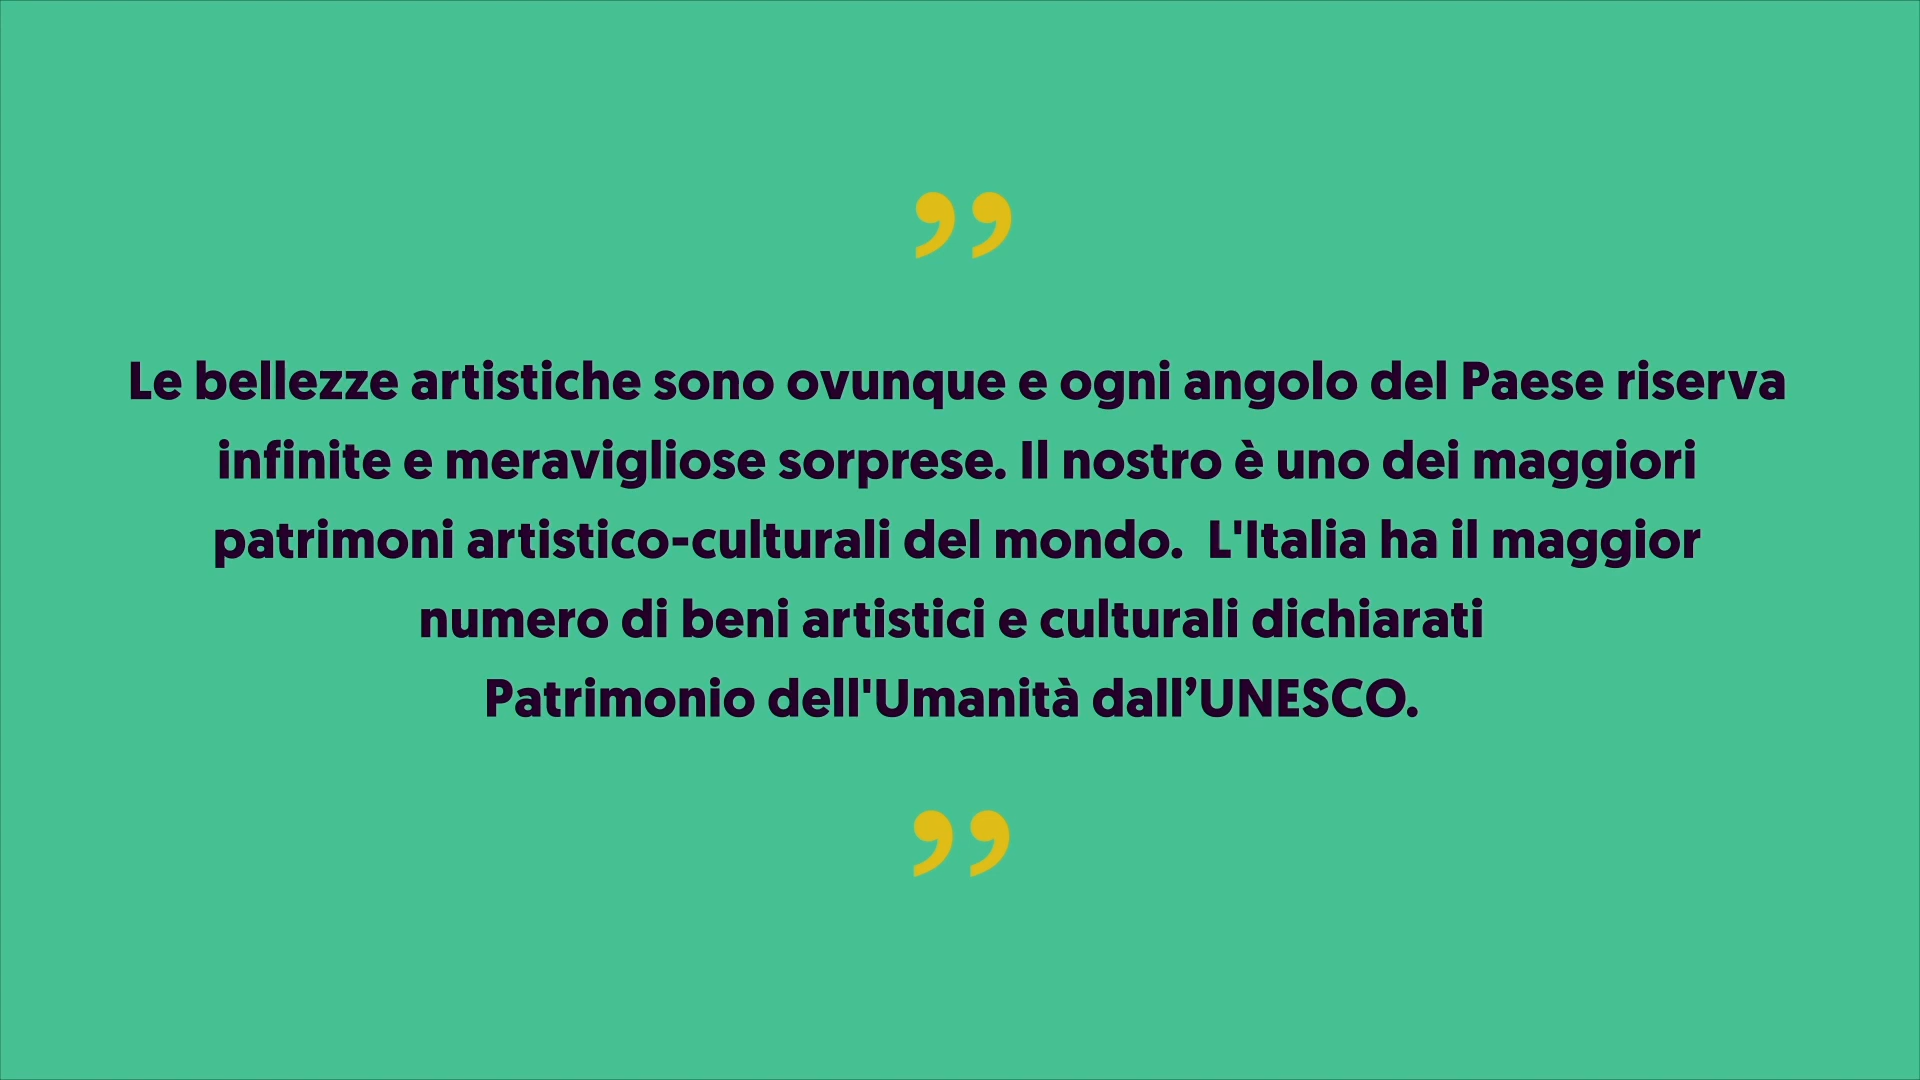 ”
Le bellezze artistiche sono ovunque e ogni angolo del Paese riserva
infinite e meravigliose sorprese. Il nostro è uno dei maggiori
patrimoni artistico-culturali del mondo.  L'Italia ha il maggior
numero di beni artistici e culturali dichiarati
Patrimonio dell'Umanità dall’UNESCO.
”